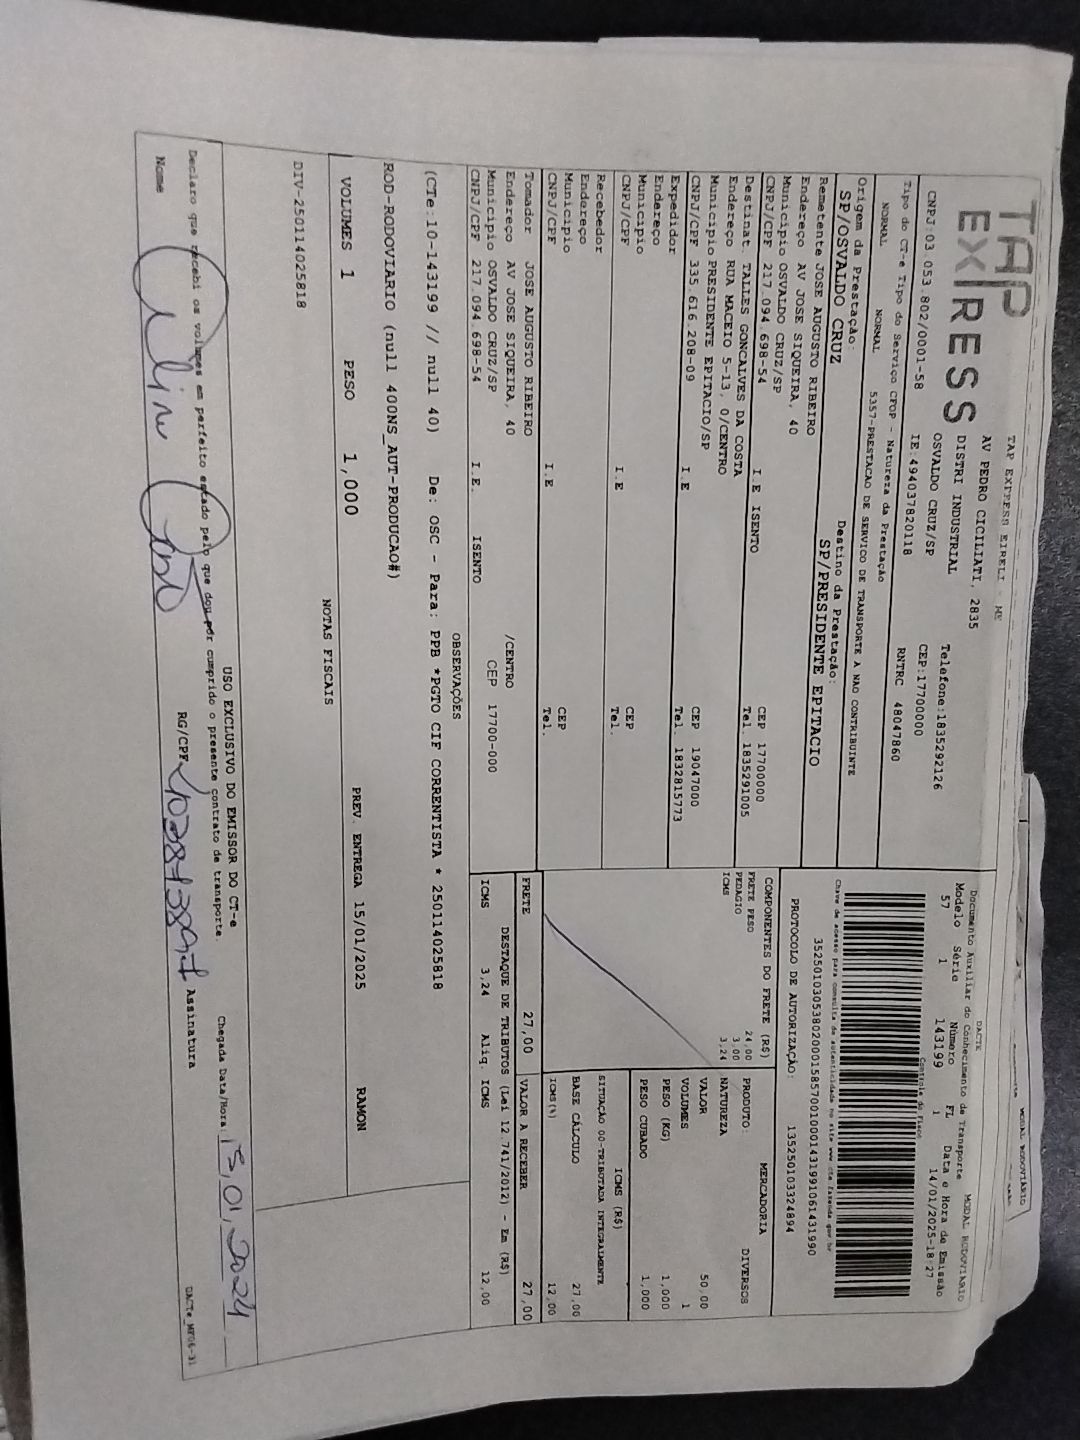 TAP EXPRESS
TAP EXPRESS EIRELI - ME
AV PEDRO CICILIATI, 2835
DISTRI INDUSTRIAL
OSVALDO CRUZ/SP
Telefone:1835292126
CEP:17700000
CNPJ:03.053.802/0001-58
IE:494037820118
RNTRC 48047860
Tipo do CT-e Tipo do Serviço CFOP - Natureza da Prestação
NORMAL NORMAL 5357-PRESTACAO DE SERVICO DE TRANSPORTE A NAO CONTRIBUINTE
Origem da Prestação: Destino da Prestação:
SP/OSVALDO CRUZ SP/PRESIDENTE EPITACIO
DACTE
Documento Auxiliar do Conhecimento de Transporte
MODAL RODOVIARIO
Modelo Série Número FL Data e Hora de Emissão
57 1 143199 1 14/01/2025-18:27
Controle do Fisco
Chave de acesso para consulta de autenticidade no site www.cte.fazenda.gov.br
35250103053802000158570010001431991061431990
PROTOCOLO DE AUTORIZAÇÃO: 135250103324894
Remetente JOSE AUGUSTO RIBEIRO
Endereço AV JOSE SIQUEIRA, 40
Município OSVALDO CRUZ/SP CEP 17700000
CNPJ/CPF 217.094.698-54 I.E ISENTO Tel. 1835291005
Destinat. TALLES GONCALVES DA COSTA
Endereço RUA MACEIO 5-13, 0/CENTRO
Município PRESIDENTE EPITACIO/SP CEP 19047000
CNPJ/CPF 335.616.208-09 I.E Tel. 1832815773
Expedidor
Endereço
Município CEP
CNPJ/CPF I.E Tel.
Recebedor
Endereço
Município CEP
CNPJ/CPF I.E Tel.
Tomador JOSE AUGUSTO RIBEIRO
Endereço AV JOSE SIQUEIRA, 40 /CENTRO
Município OSVALDO CRUZ/SP CEP 17700-000
CNPJ/CPF 217.094.698-54 I.E. ISENTO
COMPONENTES DO FRETE (R$)
FRETE PESO 24,00
PEDAGIO 3,00
ICMS 3,24
MERCADORIA
PRODUTO: DIVERSOS
NATUREZA
VALOR 50,00
VOLUMES 1
PESO (KG) 1,000
PESO CUBADO 1,000
ICMS (R$)
SITUAÇÃO 00-TRIBUTADA INTEGRALMENTE
BASE CÁLCULO 27,00
ICMS(%) 12,00
FRETE 27,00 VALOR A RECEBER 27,00
DESTAQUE DE TRIBUTOS (Lei 12.741/2012) - Em (R$)
ICMS 3,24 Aliq. ICMS 12,00
OBSERVAÇÕES
(CTe:10-143199 // null 40) De: OSC - Para: PPB *PGTO CIF CORRENTISTA * 250114025818
ROD-RODOVIARIO (null 400NS_AUT-PRODUCAO#)
VOLUMES 1 PESO 1,000 PREV. ENTREGA 15/01/2025 RAMON
NOTAS FISCAIS
DIV-250114025818
USO EXCLUSIVO DO EMISSOR DO CT-e
Declaro que recebi os volumes em perfeito estado pelo que dou por cumprido o presente contrato de transporte.
Chegada Data/Hora: 15/01/2024
Nome RG/CPF Assinatura
DACTe_MF06-31